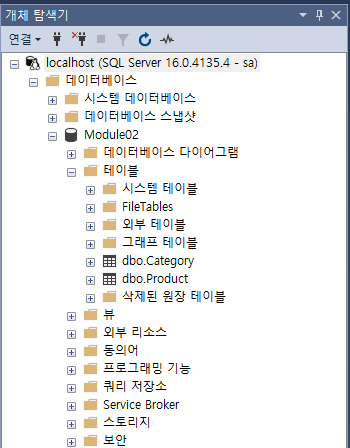 개체 탐색기
연결
localhost (SQL Server 16.0.4135.4 - sa)
데이터베이스
시스템 데이터베이스
데이터베이스 스냅샷
Module02
데이터베이스 다이어그램
테이블
시스템 테이블
FileTables
외부 테이블
그래프 테이블
dbo.Category
dbo.Product
삭제된 원장 테이블
뷰
외부 리소스
동의어
프로그래밍 기능
쿼리 저장소
Service Broker
스토리지
보안